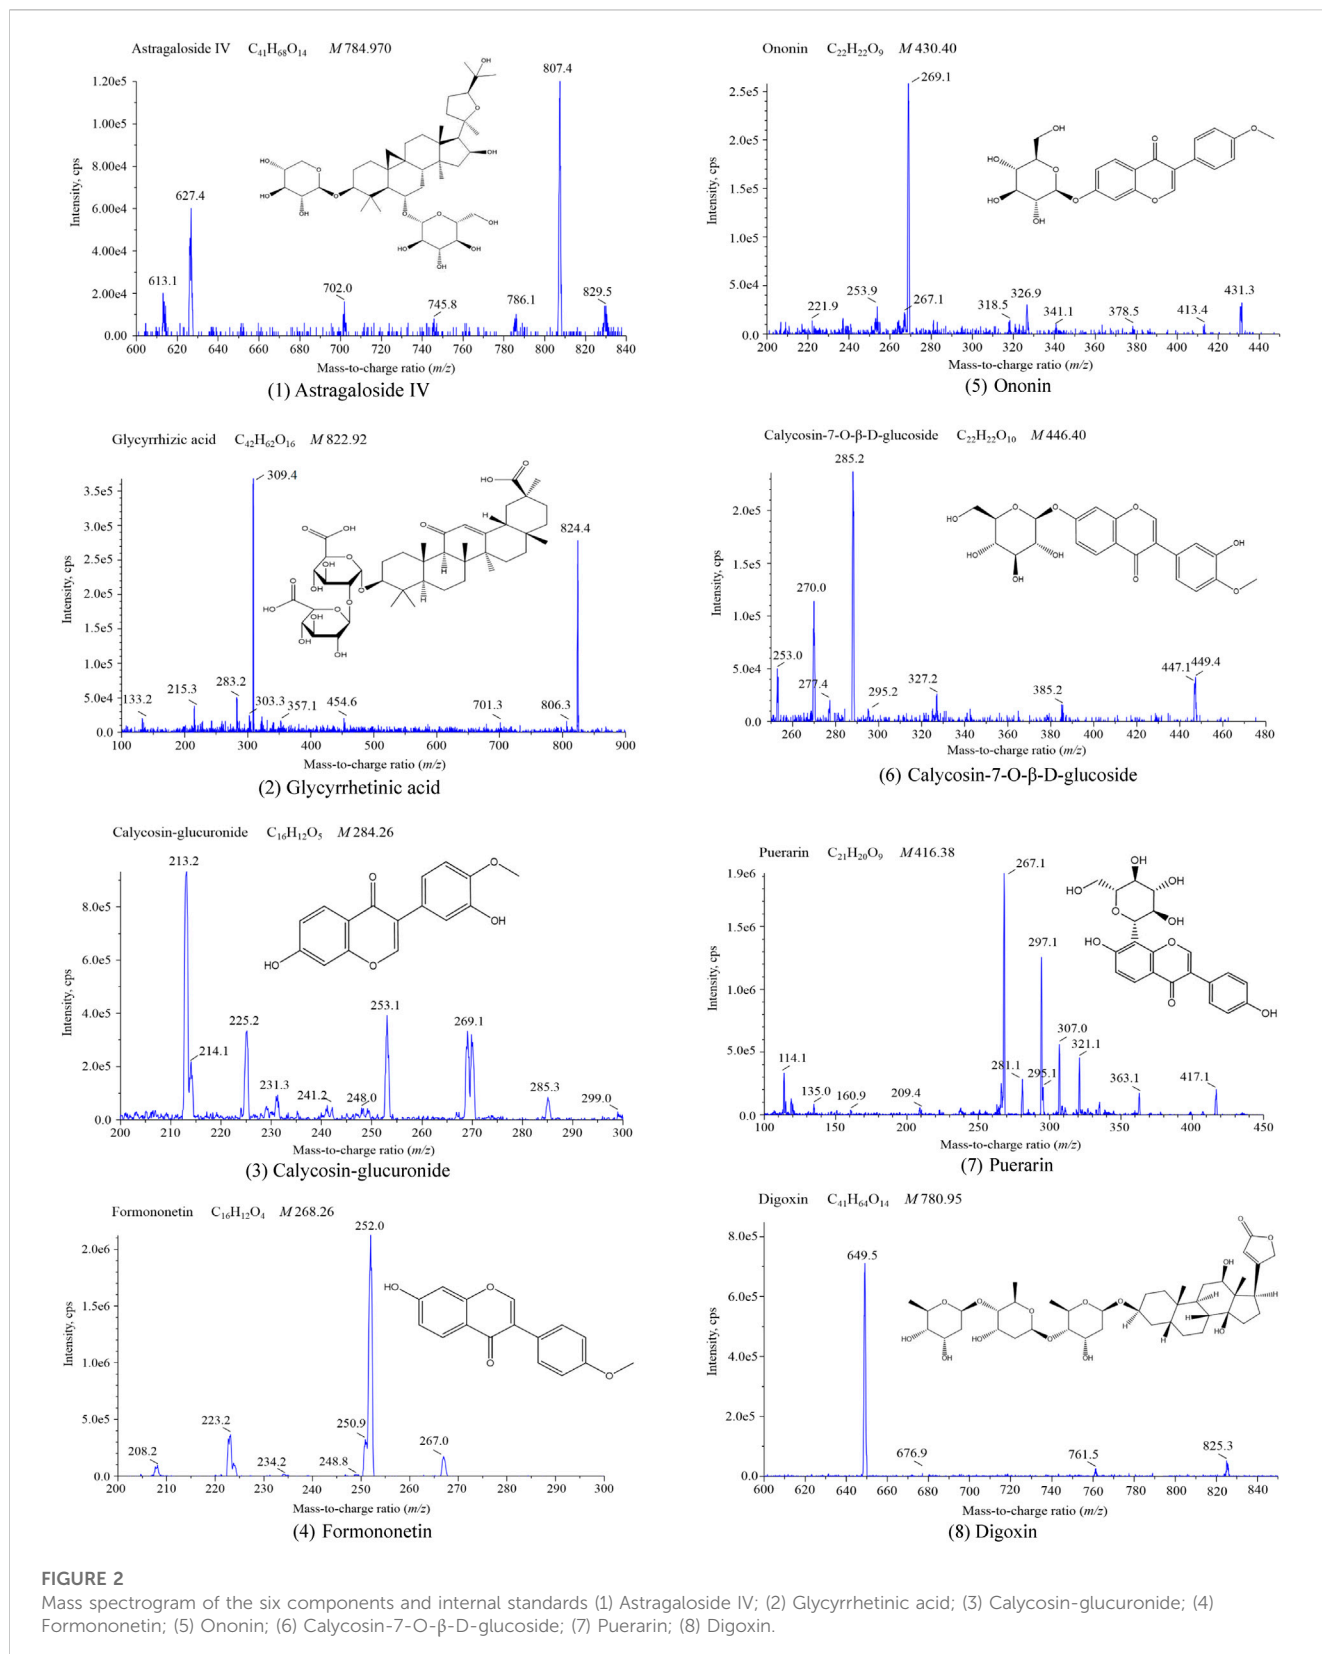 Astragaloside IV C41H68O14 M 784.970
Intensity, cps
1.20e5
1.00e5
8.00e4
6.00e4
4.00e4
2.00e4
0.00
613.1
627.4
702.0
745.8
786.1
807.4
829.5
600 620 640 660 680 700 720 740 760 780 800 820 840
Mass-to-charge ratio (m/z)
(1) Astragaloside IV
Ononin C22H22O9 M 430.40
Intensity, cps
2.5e5
2.0e5
1.5e5
1.0e5
5.0e4
0.0
221.9
253.9
269.1
267.1
318.5
326.9
341.1
378.5
413.4
431.3
200 220 240 260 280 300 320 340 360 380 400 420 440
Mass-to-charge ratio (m/z)
(5) Ononin
Glycyrrhizic acid C42H62O16 M 822.92
Intensity, cps
3.5e5
3.0e5
2.5e5
2.0e5
1.5e5
1.0e5
5.0e4
0.0
133.2
215.3
283.2
309.4
303.3
357.1
454.6
701.3
806.3
824.4
100 200 300 400 500 600 700 800 900
Mass-to-charge ratio (m/z)
(2) Glycyrrhetinic acid
Calycosin-7-O-β-D-glucoside C22H22O10 M 446.40
Intensity, cps
2.0e5
1.5e5
1.0e5
5.0e4
0.0
253.0
270.0
277.4
285.2
295.2
327.2
385.2
447.1
449.4
260 280 300 320 340 360 380 400 420 440 460 480
Mass-to-charge ratio (m/z)
(6) Calycosin-7-O-β-D-glucoside
Calycosin-glucuronide C16H12O5 M 284.26
Intensity, cps
8.0e5
6.0e5
4.0e5
2.0e5
0.0
213.2
214.1
225.2
231.3
241.2
248.0
253.1
269.1
285.3
299.0
200 210 220 230 240 250 260 270 280 290 300
Mass-to-charge ratio (m/z)
(3) Calycosin-glucuronide
Puerarin C21H20O9 M 416.38
Intensity, cps
1.9e6
1.5e6
1.0e6
5.0e5
0.0
114.1
135.0
160.9
209.4
267.1
281.1
297.1
295.1
307.0
321.1
363.1
417.1
100 150 200 250 300 350 400 450
Mass-to-charge ratio (m/z)
(7) Puerarin
Formononetin C16H12O4 M 268.26
Intensity, cps
2.0e6
1.5e6
1.0e6
5.0e5
0.0
208.2
223.2
234.2
248.8
250.9
252.0
267.0
200 210 220 230 240 250 260 270 280 290 300
Mass-to-charge ratio (m/z)
(4) Formononetin
Digoxin C41H64O14 M 780.95
Intensity, cps
8.0e5
6.0e5
4.0e5
2.0e5
0.0
649.5
676.9
761.5
825.3
600 620 640 660 680 700 720 740 760 780 800 820 840
Mass-to-charge ratio (m/z)
(8) Digoxin
FIGURE 2
Mass spectrogram of the six components and internal standards (1) Astragaloside IV; (2) Glycyrrhetinic acid; (3) Calycosin-glucuronide; (4)
Formononetin; (5) Ononin; (6) Calycosin-7-O-β-D-glucoside; (7) Puerarin; (8) Digoxin.